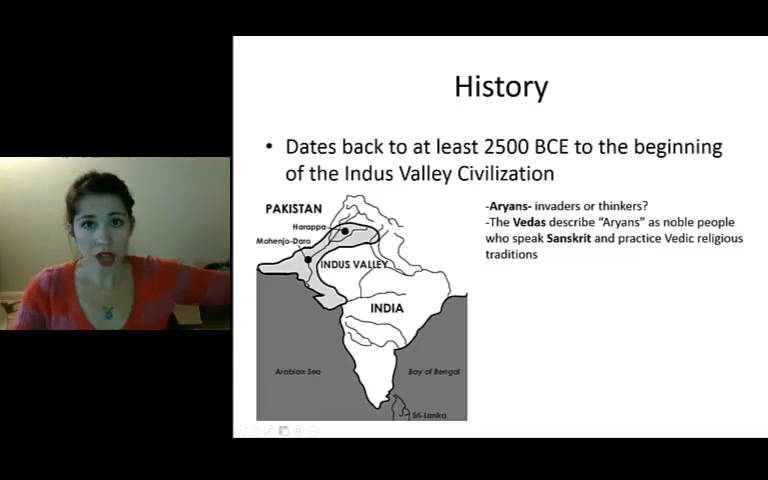 History
• Dates back to at least 2500 BCE to the beginning
of the Indus Valley Civilization
PAKISTAN
Harappa
Mohenjo-Daro
INDUS VALLEY
INDIA
Arabian Sea
Bay of Bengal
Sri-Lanka
-Aryans- invaders or thinkers?
-The Vedas describe “Aryans” as noble people
who speak Sanskrit and practice Vedic religious
traditions